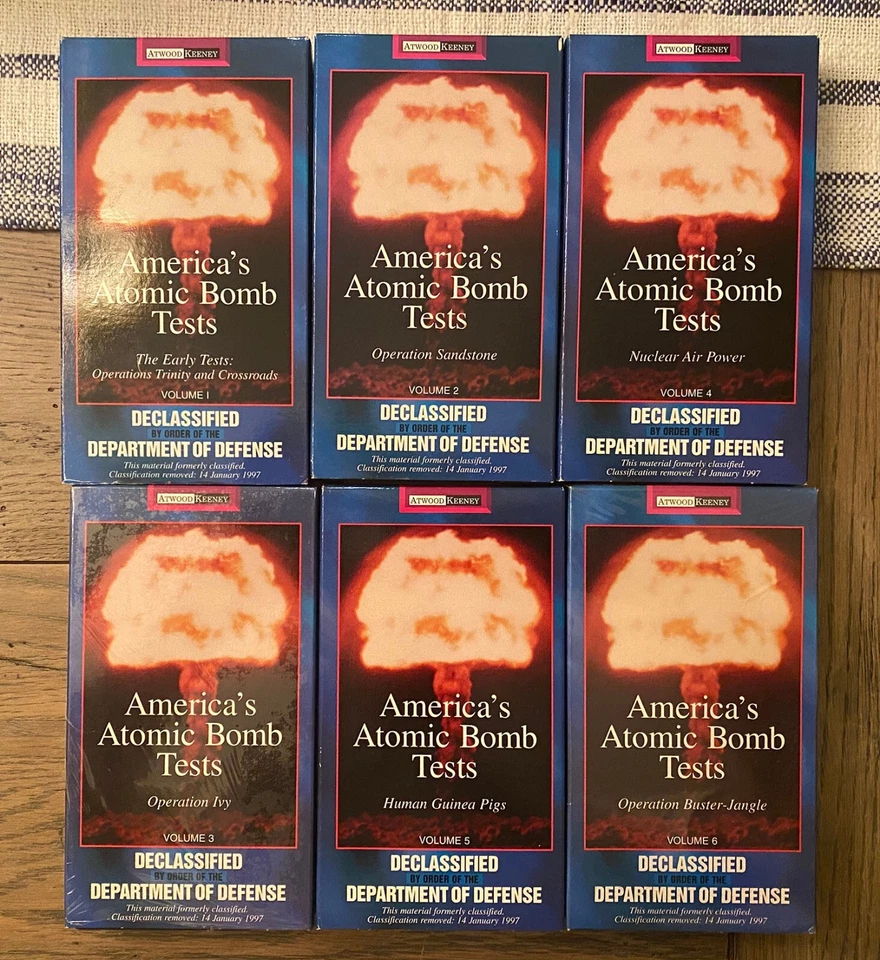 ATWOOD KEENEY
America's
Atomic Bomb
Tests
The Early Tests:
Operations Trinity and Crossroads
VOLUME I
DECLASSIFIED
BY ORDER OF THE
DEPARTMENT OF DEFENSE
This material formerly classified.
Classification removed: 14 January 1997
ATWOOD KEENEY
America's
Atomic Bomb
Tests
Operation Sandstone
VOLUME 2
DECLASSIFIED
BY ORDER OF THE
DEPARTMENT OF DEFENSE
This material formerly classified.
Classification removed: 14 January 1997
ATWOOD KEENEY
America's
Atomic Bomb
Tests
Nuclear Air Power
VOLUME 4
DECLASSIFIED
BY ORDER OF THE
DEPARTMENT OF DEFENSE
This material formerly classified.
Classification removed: 14 January 1997
ATWOOD KEENEY
America's
Atomic Bomb
Tests
Operation Ivy
VOLUME 3
DECLASSIFIED
BY ORDER OF THE
DEPARTMENT OF DEFENSE
This material formerly classified.
Classification removed: 14 January 1997
ATWOOD KEENEY
America's
Atomic Bomb
Tests
Human Guinea Pigs
VOLUME 5
DECLASSIFIED
BY ORDER OF THE
DEPARTMENT OF DEFENSE
This material formerly classified.
Classification removed: 14 January 1997
ATWOOD KEENEY
America's
Atomic Bomb
Tests
Operation Buster-Jangle
VOLUME 6
DECLASSIFIED
BY ORDER OF THE
DEPARTMENT OF DEFENSE
This material formerly classified.
Classification removed: 14 January 1997